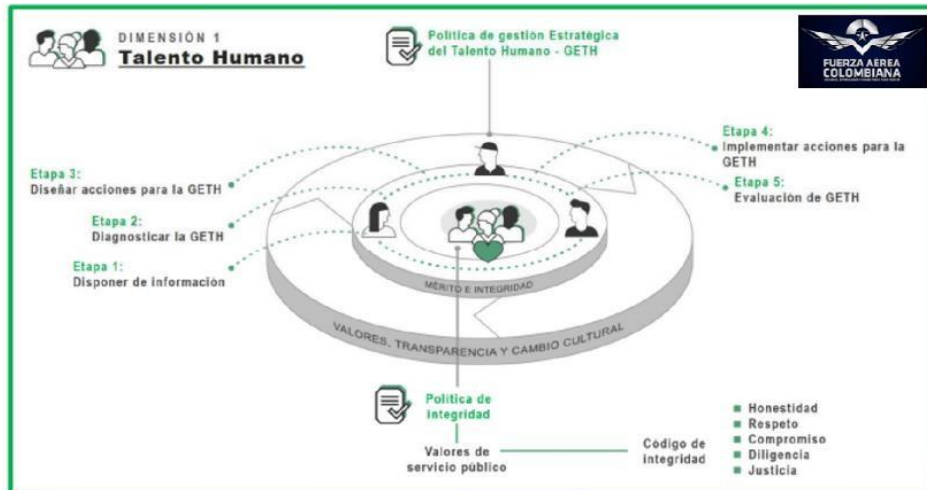 DIMENSIÓN 1
Talento Humano
Política de gestión Estratégica
del Talento Humano - GETH
FUERZA AÉREA
COLOMBIANA
Etapa 3:
Diseñar acciones para la GETH
Etapa 2:
Diagnosticar la GETH
Etapa 1:
Disponer de información
Etapa 4:
Implementar acciones para la
GETH
Etapa 5:
Evaluación de GETH
MÉRITO E INTEGRIDAD
VALORES, TRANSPARENCIA Y CAMBIO CULTURAL
Política de
integridad
Valores de
servicio público
Código de
integridad
Honestidad
Respeto
Compromiso
Diligencia
Justicia